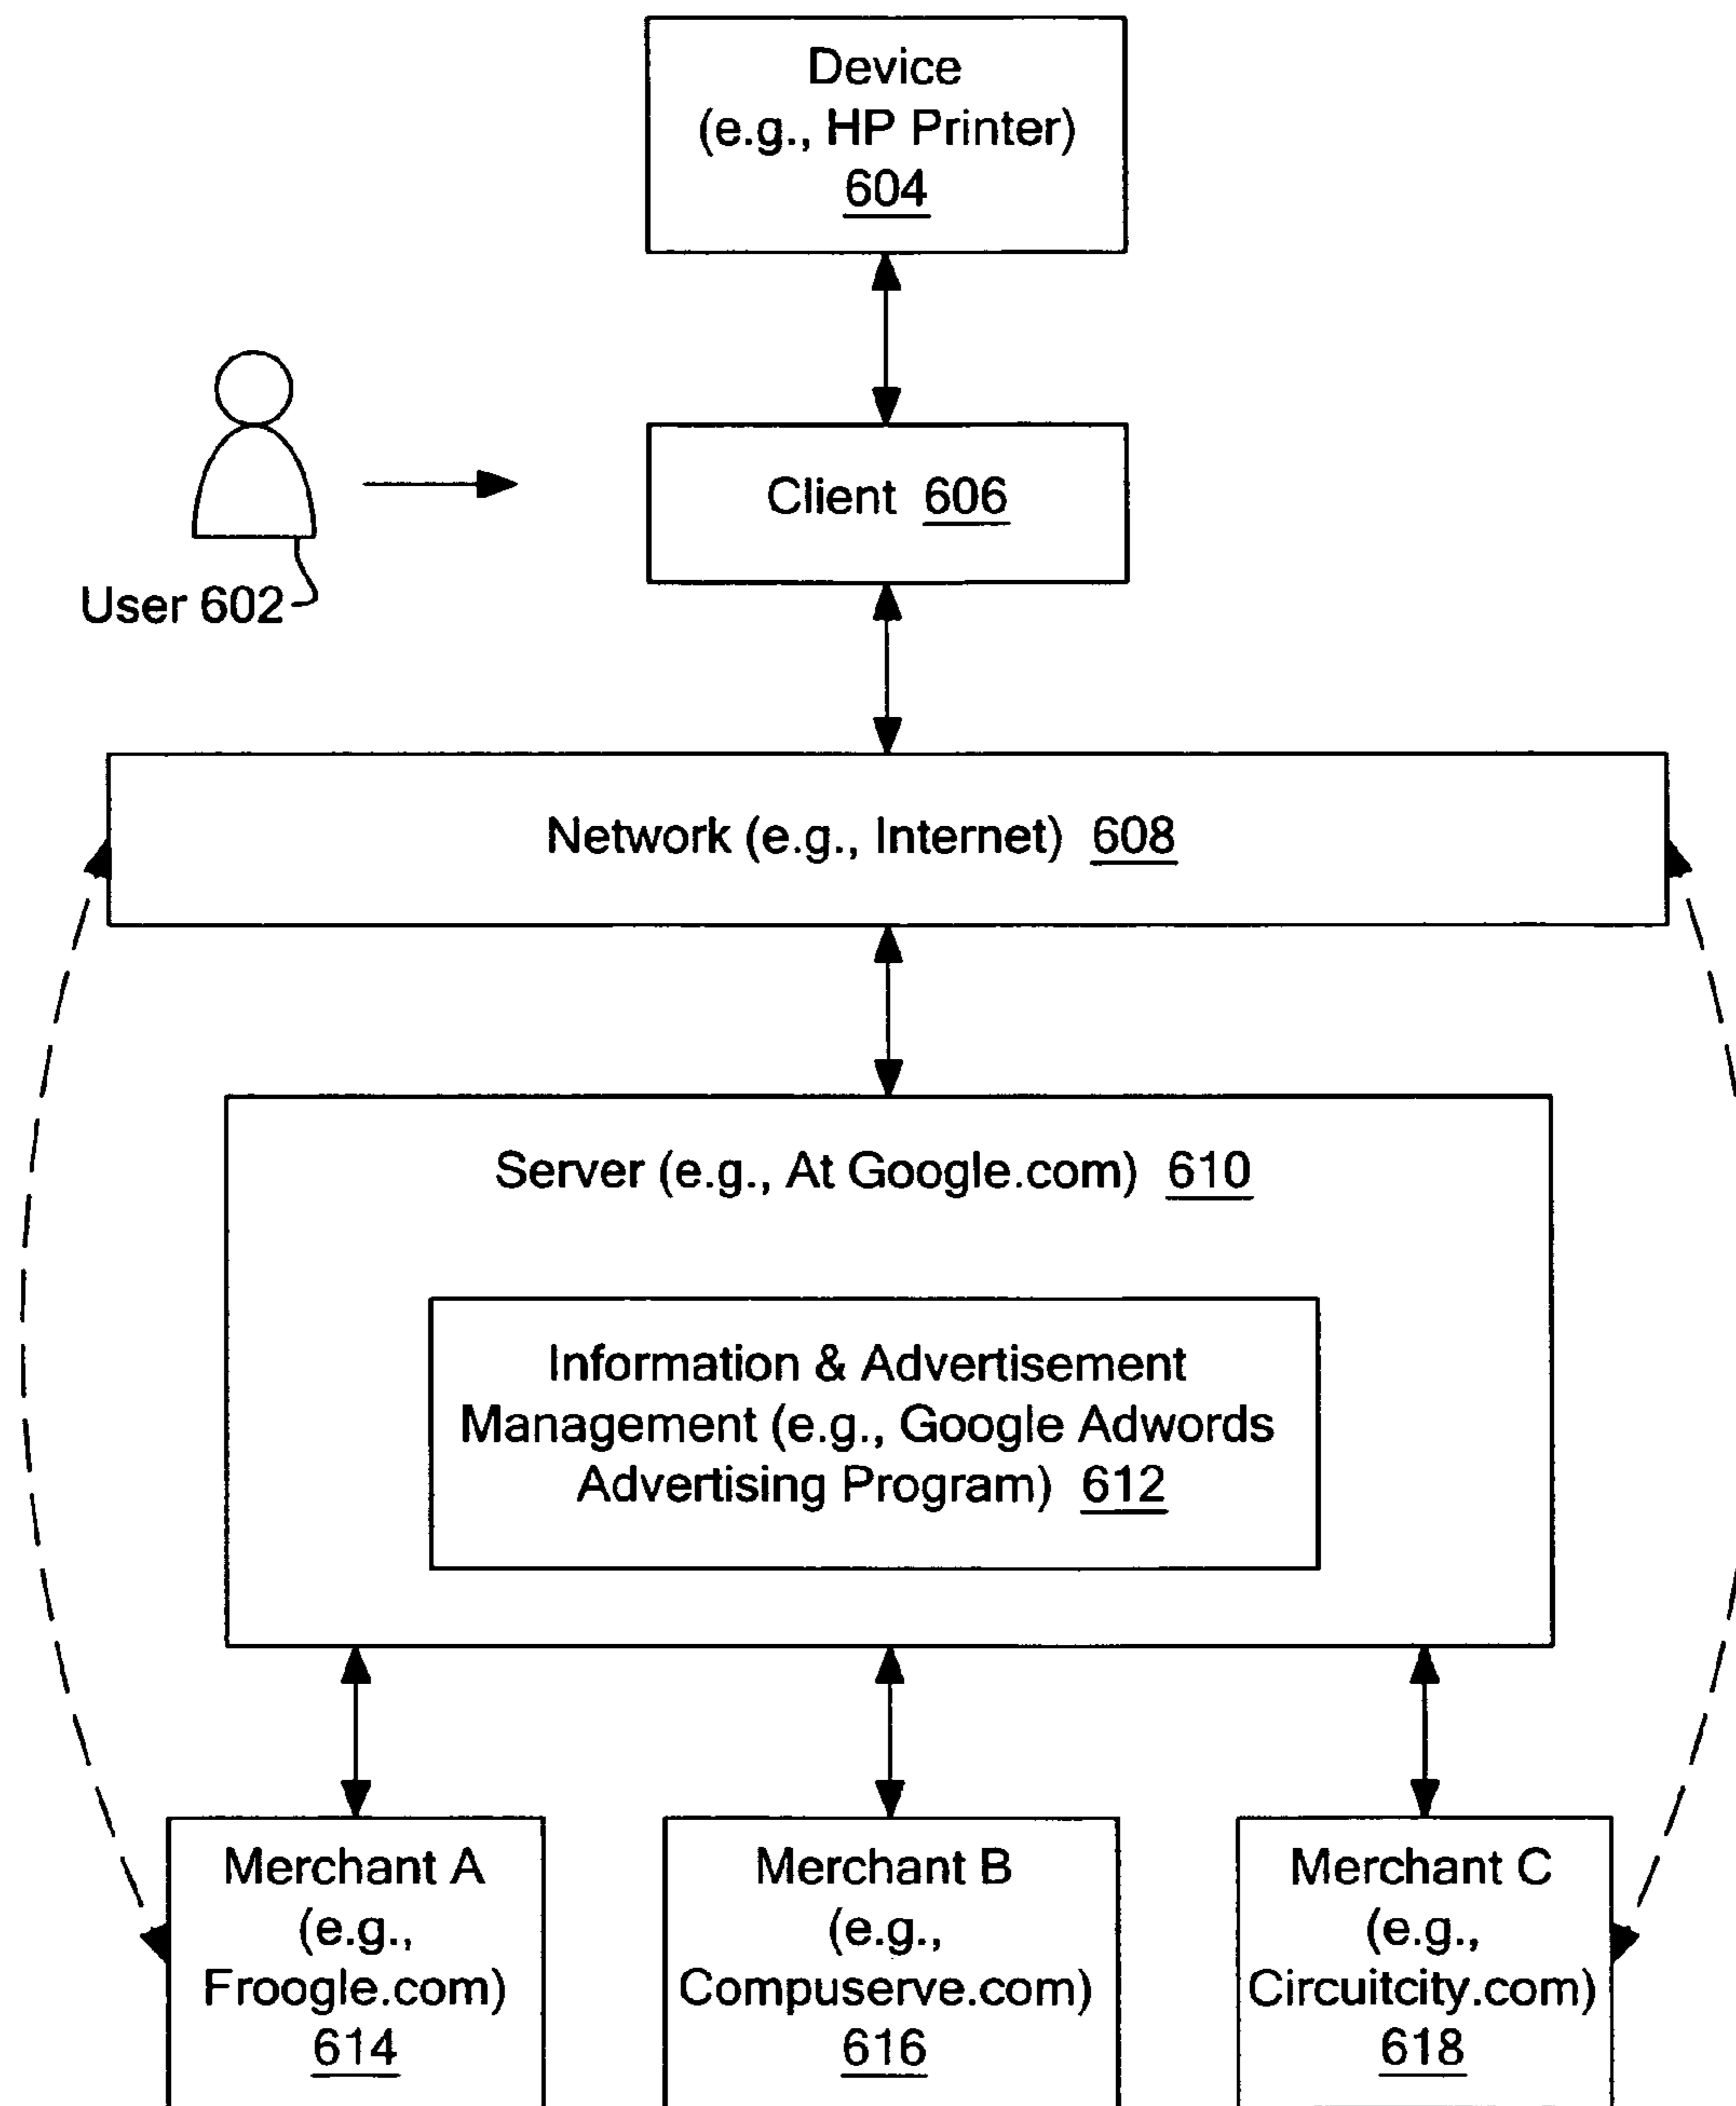 Device
(e.g., HP Printer)
604
User 602
Client 606
Network (e.g., Internet) 608
Server (e.g., At Google.com) 610
Information & Advertisement
Management (e.g., Google Adwords
Advertising Program) 612
Merchant A
(e.g.,
Froogle.com)
614
Merchant B
(e.g.,
Compuserve.com)
616
Merchant C
(e.g.,
Circuitcity.com)
618